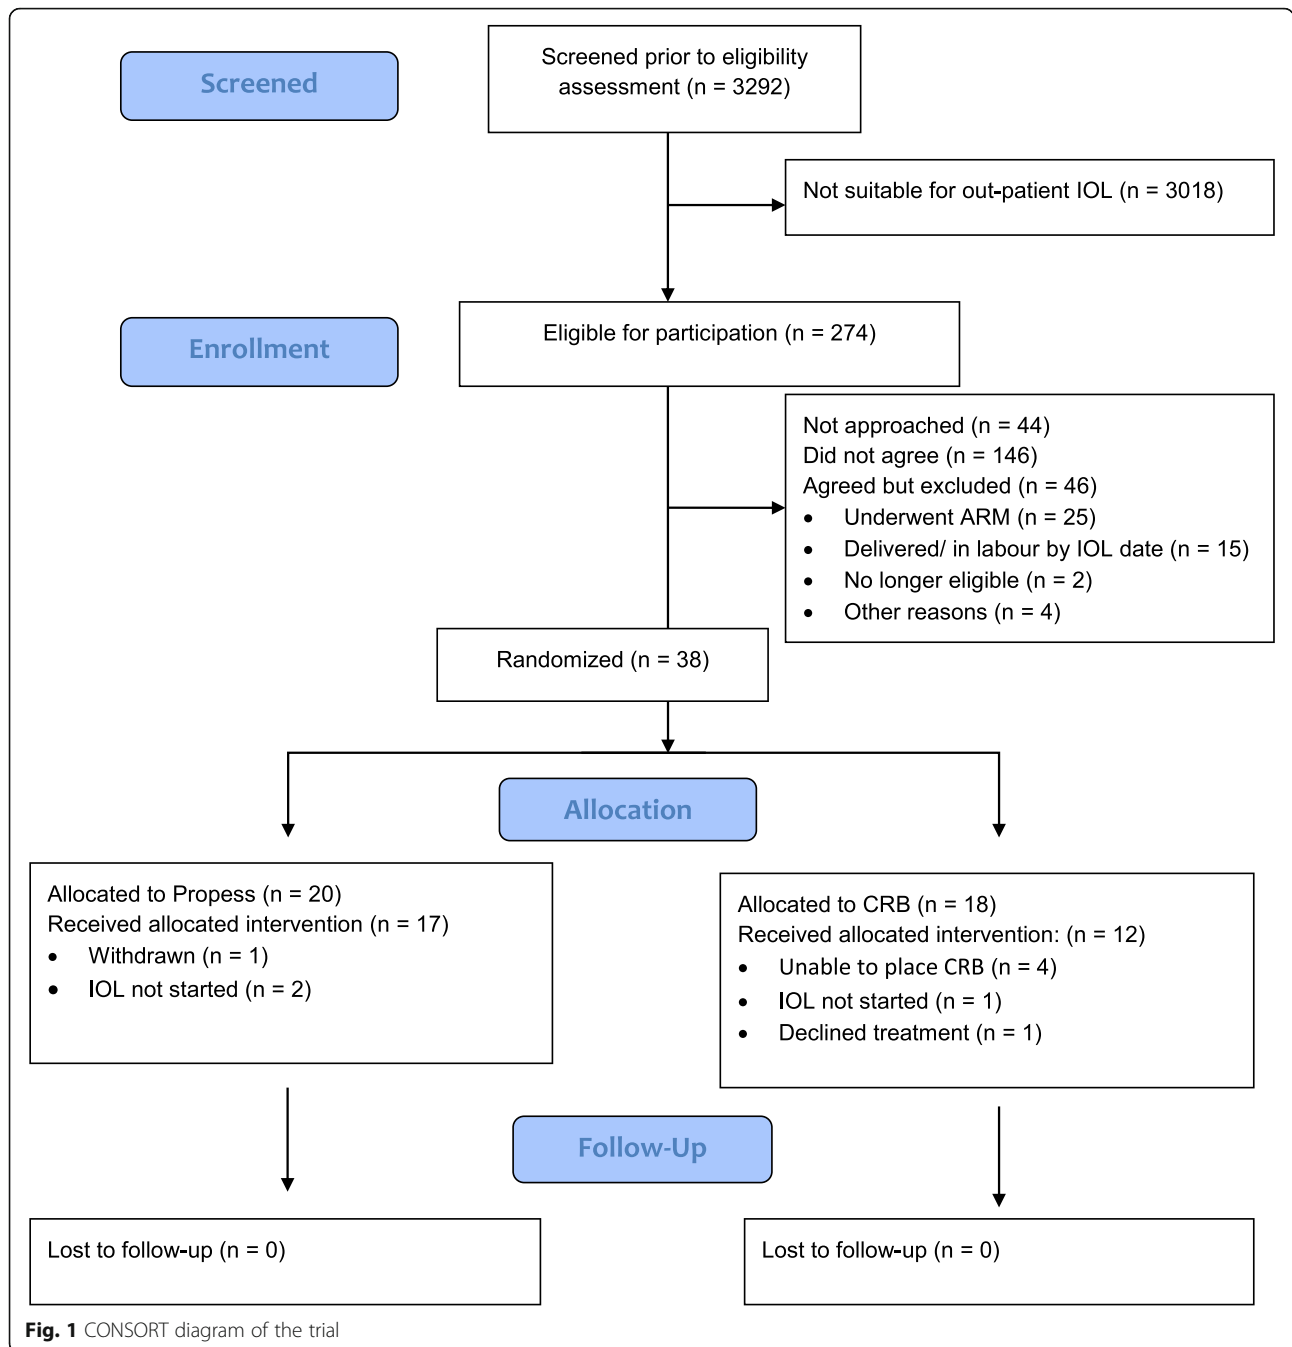 Screened
Screened prior to eligibility
assessment (n = 3292)
Not suitable for out-patient IOL (n = 3018)
Enrollment
Eligible for participation (n = 274)
Not approached (n = 44)
Did not agree (n = 146)
Agreed but excluded (n = 46)
• Underwent ARM (n = 25)
• Delivered/ in labour by IOL date (n = 15)
• No longer eligible (n = 2)
• Other reasons (n = 4)
Randomized (n = 38)
Allocation
Allocated to Propess (n = 20)
Received allocated intervention (n = 17)
• Withdrawn (n = 1)
• IOL not started (n = 2)
Allocated to CRB (n = 18)
Received allocated intervention: (n = 12)
• Unable to place CRB (n = 4)
• IOL not started (n = 1)
• Declined treatment (n = 1)
Follow-Up
Lost to follow-up (n = 0)
Lost to follow-up (n = 0)
Fig. 1 CONSORT diagram of the trial